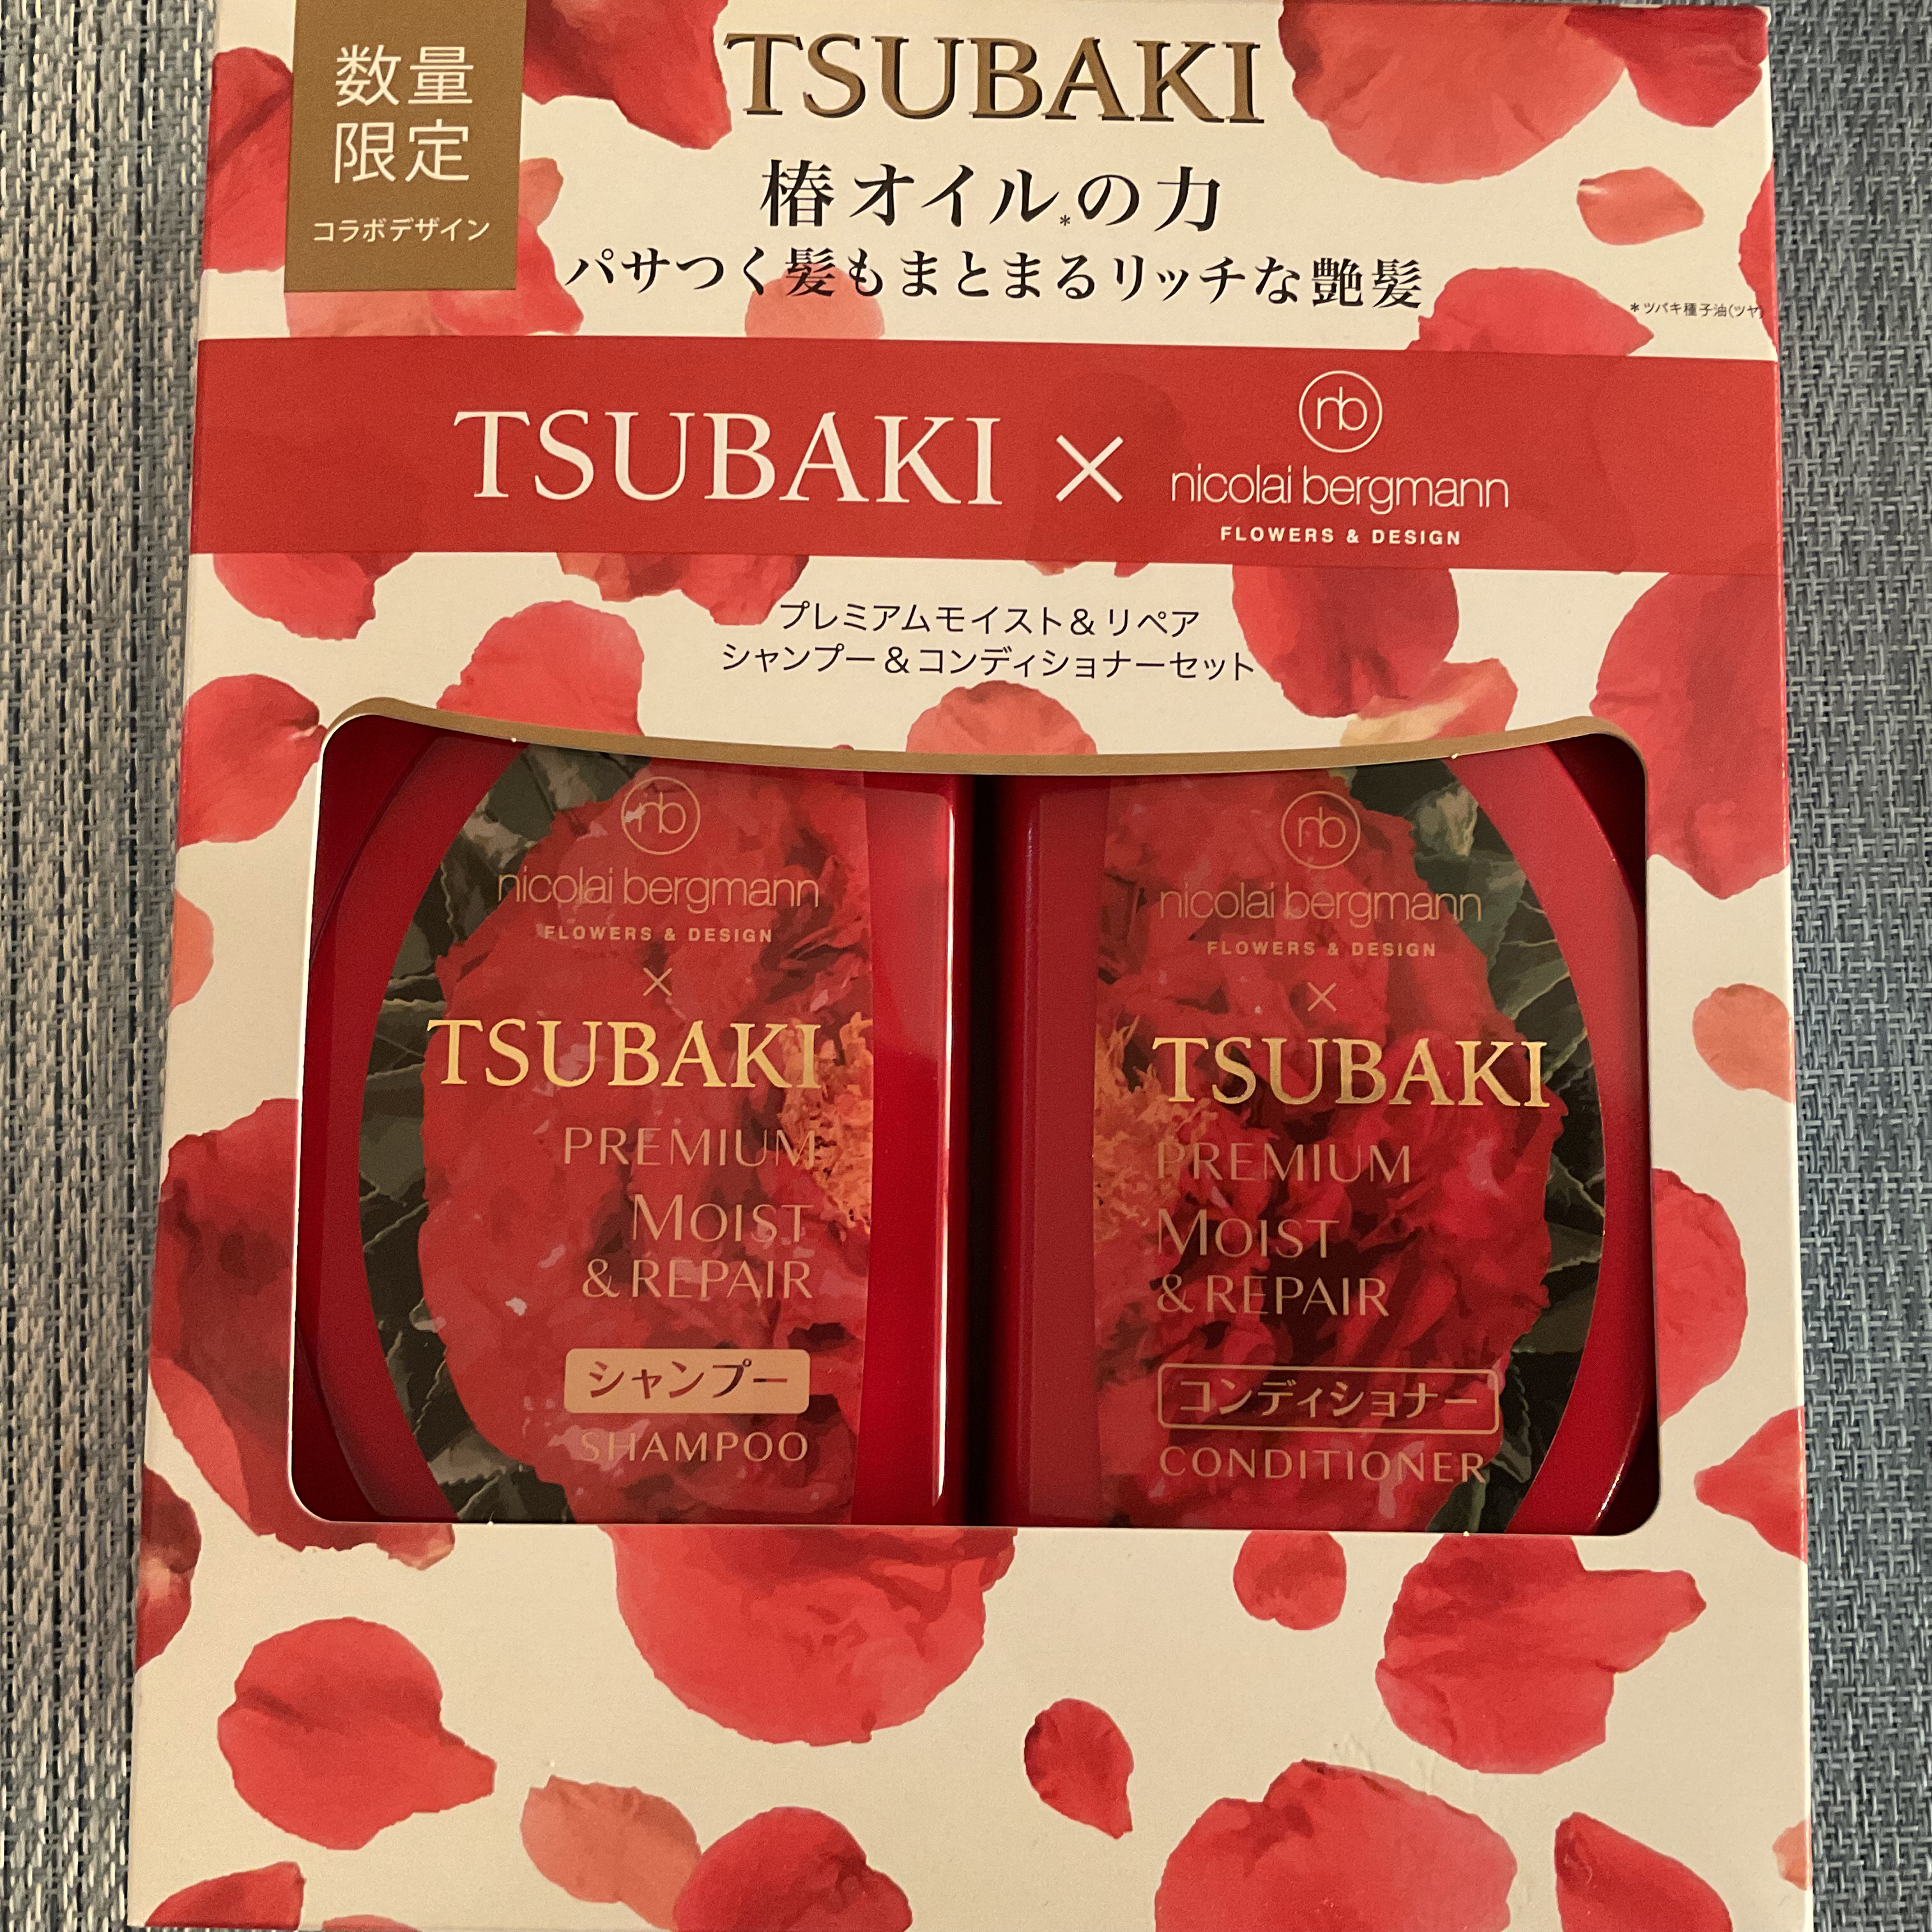 数量
限定
コラボデザイン
TSUBAKI
椿オイル*の力
パサつく髪もまとまるリッチな艶髪
*ツバキ種子油(ツヤ)
TSUBAKI × nb
nicolai bergmann
FLOWERS & DESIGN
プレミアムモイスト&リペア
シャンプー&コンディショナーセット
nb
nicolai bergmann
FLOWERS & DESIGN
×
TSUBAKI
PREMIUM
MOIST
& REPAIR
シャンプー
SHAMPOO
nb
nicolai bergmann
FLOWERS & DESIGN
×
TSUBAKI
PREMIUM
MOIST
& REPAIR
コンディショナー
CONDITIONER